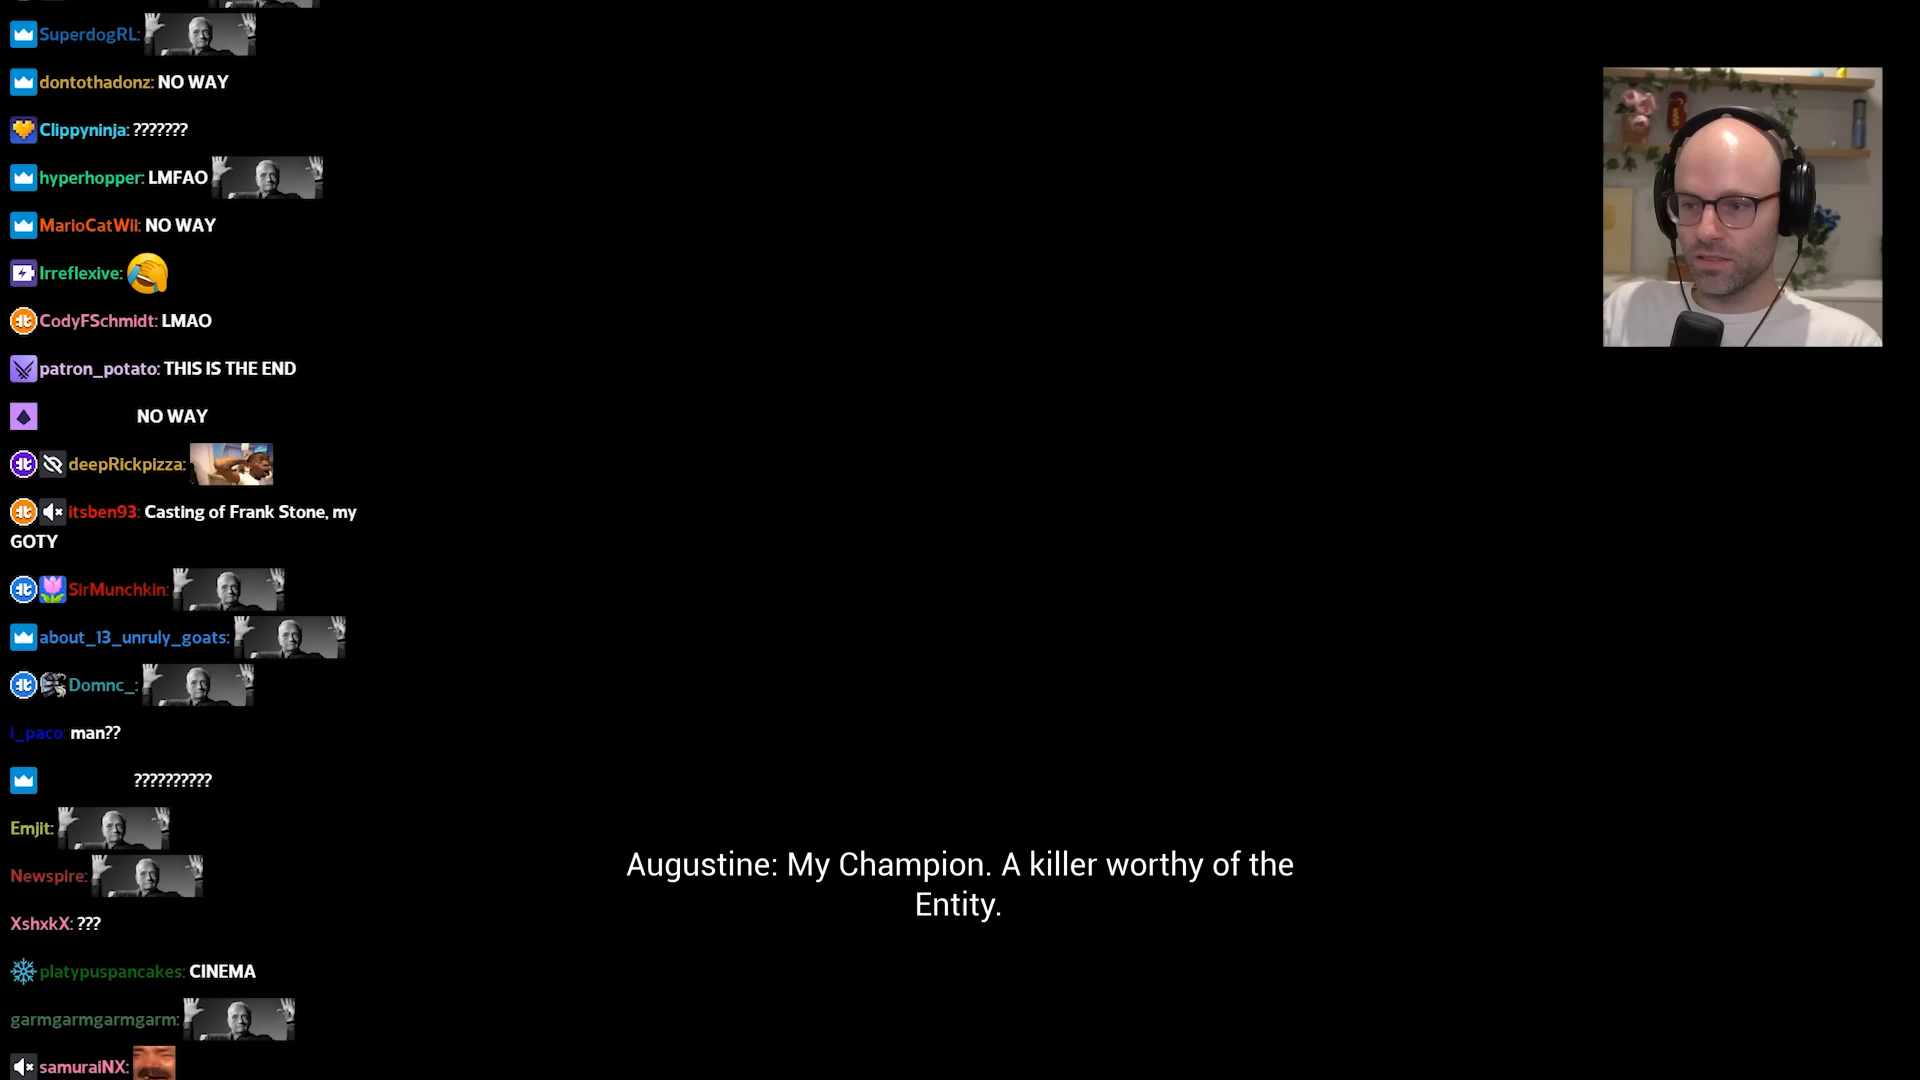 SuperdogRL:
dontothadonz: NO WAY
Clippyninja: ???????
hyperhopper: LMFAO
MarioCatWii: NO WAY
Irreflexive:
CodyFSchmidt: LMAO
patron_potato: THIS IS THE END
NO WAY
deepRickpizza:
itsben93: Casting of Frank Stone, my
GOTY
SirMunchkin:
about_13_unruly_goats:
Domnc_:
i_paco: man??
??????????
Emjit:
Newspire:
XshxkX: ???
platypuspancakes: CINEMA
garmgarmgarmgarm:
samuraiNX:
Augustine: My Champion. A killer worthy of the
Entity.